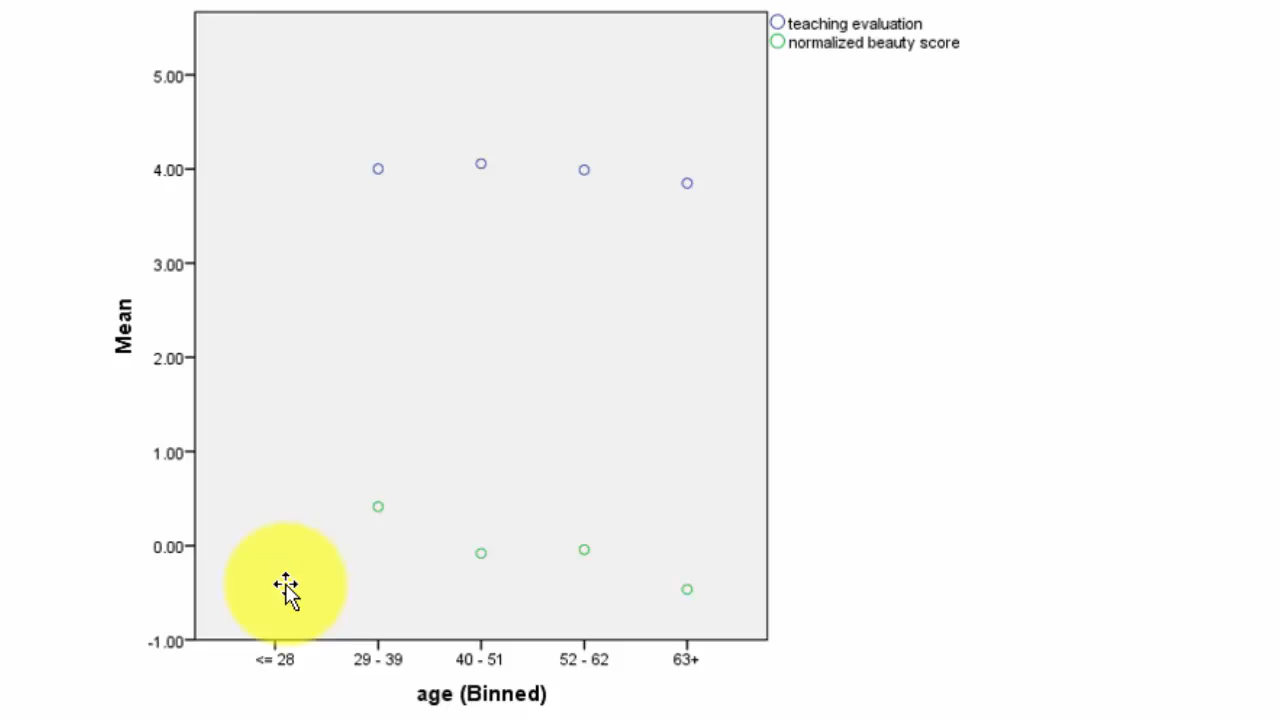 teaching evaluation
normalized beauty score
5.00
4.00
3.00
2.00
1.00
0.00
-1.00
Mean
<= 28
29 - 39
40 - 51
52 - 62
63+
age (Binned)